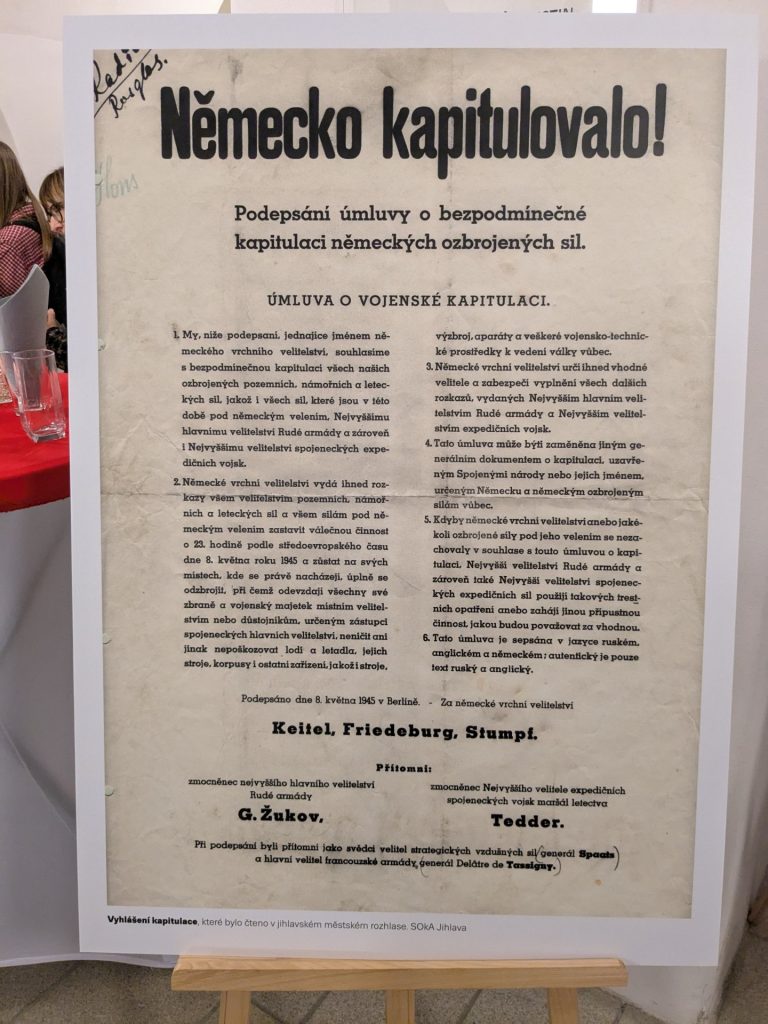 Německo kapitulovalo!
Podepsání úmluvy o bezpodmínečné
kapitulaci německých ozbrojených sil.
ÚMLUVA O VOJENSKÉ KAPITULACI.
1. My, níže podepsaní, jednajíce jménem ně-
meckého vrchního velitelství, souhlasíme
s bezpodmínečnou kapitulací všech našich
ozbrojených pozemních, námořních a letec-
kých sil, jakož i všech sil, které jsou v této
době pod německým velením, Nejvyššímu
hlavnímu velitelství Rudé armády a zároveň
i Nejvyššímu velitelství spojeneckých expe-
dičních vojsk.
2. Německé vrchní velitelství vydá ihned roz-
kazy všem velitelstvím pozemních, námoř-
ních a leteckých sil a všem silám pod ně-
meckým velením zastavit válečnou činnost
o 23. hodině podle středoevropského času
dne 8. května roku 1945 a zůstat na svých
místech, kde se právě nacházejí, úplně se
odzbrojit, při čemž odevzdají všechny své
zbraně a vojenský majetek místním velitel-
stvím nebo důstojníkům, určeným zástupci
spojeneckých hlavních velitelství, neničit ani
jinak nepoškozovat lodi a letadla, jejich
stroje, korpusy i ostatní zařízení, jakož i stroje,
výzbroj, aparáty a veškeré vojensko-technic-
ké prostředky k vedení války vůbec.
3. Německé vrchní velitelství určí ihned vhodné
velitele a zabezpečí vyplnění všech dalších
rozkazů, vydaných Nejvyšším hlavním veli-
telstvím Rudé armády a Nejvyšším velitel-
stvím expedičních vojsk.
4. Tato úmluva může býti zaměněna jiným ge-
nerálním dokumentem o kapitulaci, uzavře-
ným Spojenými národy nebo jejich jménem,
určeným Německu a německým ozbrojeným
silám vůbec.
5. Kdyby německé vrchní velitelství anebo jaké-
koli ozbrojené síly pod jeho velením se neza-
chovaly v souhlase s touto úmluvou o kapi-
tulaci, Nejvyšší velitelství Rudé armády a
zároveň také Nejvyšší velitelství spojenec-
kých expedičních sil použijí takových trest-
ních opatření anebo zahájí jinou přípustnou
činnost, jakou budou považovat za vhodnou.
6. Tato úmluva je sepsána v jazyce ruském,
anglickém a německém; autentický je pouze
text ruský a anglický.
Podepsáno dne 8. května 1945 v Berlíně. - Za německé vrchní velitelství
Keitel, Friedeburg, Stumpf.
Přítomni:
zmocněnec nejvyššího hlavního velitelství
Rudé armády
G. Žukov,
zmocněnec Nejvyššího velitele expedičních
spojeneckých vojsk maršál letectva
Tedder.
Při podepsání byli přítomni jako svědci velitel strategických vzdušných sil (generál Spaats)
a hlavní velitel francouzské armády, (generál Delâtre de Tassigny.)
Vyhlášení kapitulace, které bylo čteno v jihlavském městském rozhlase. SOkA Jihlava